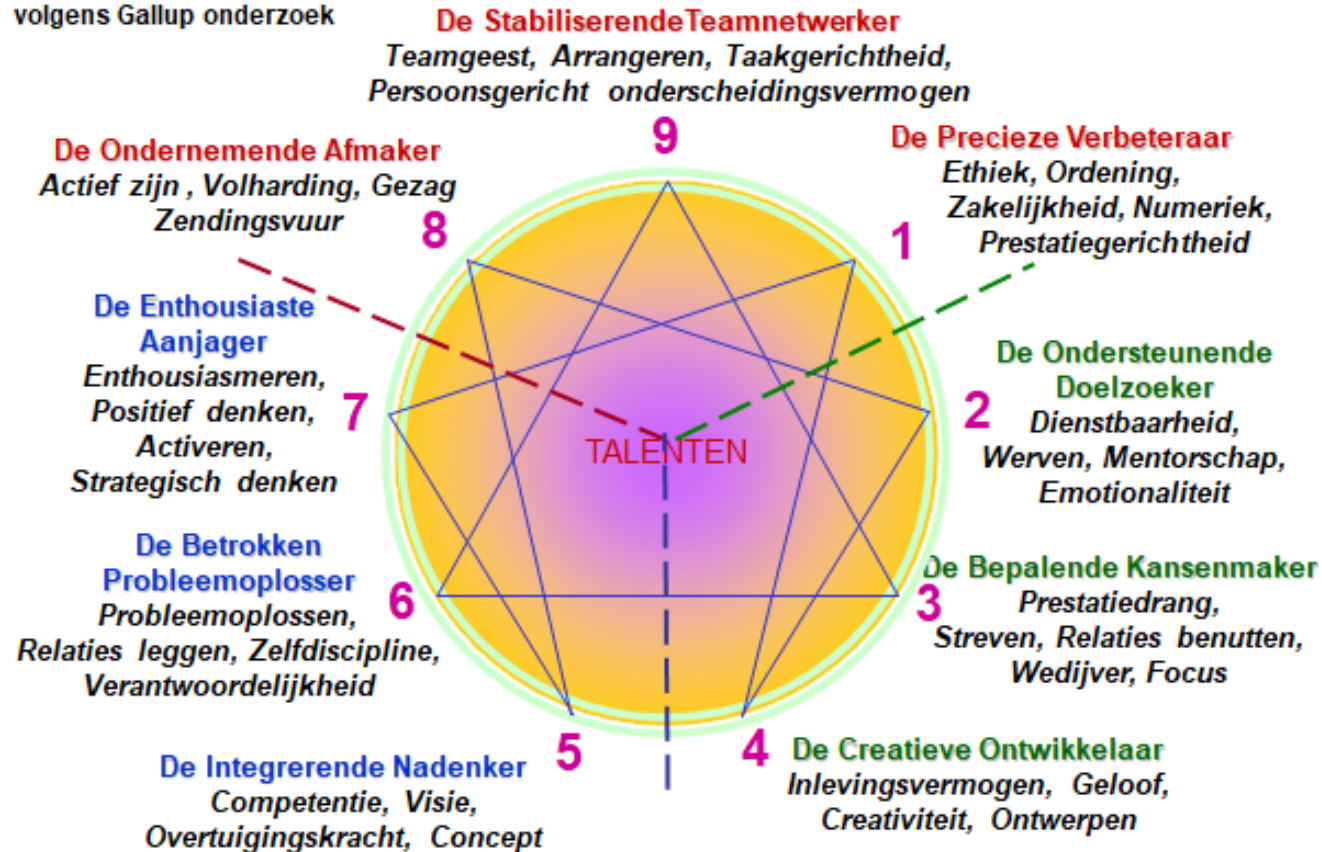 volgens Gallup onderzoek
De StabiliserendeTeamnetwerker
Teamgeest, Arrangeren, Taakgerichtheid,
Persoonsgericht onderscheidingsvermogen
9
De Precieze Verbeteraar
Ethiek, Ordening,
Zakelijkheid, Numeriek,
Prestatiegerichtheid
1
De Ondersteunende
Doelzoeker
Dienstbaarheid,
Werven, Mentorschap,
Emotionaliteit
2
De Bepalende Kansenmaker
Prestatiedrang,
Streven, Relaties benutten,
Wedijver, Focus
3
De Creatieve Ontwikkelaar
Inlevingsvermogen, Geloof,
Creativiteit, Ontwerpen
4
De Integrerende Nadenker
Competentie, Visie,
Overtuigingskracht, Concept
5
De Betrokken
Probleemoplosser
Probleemoplossen,
Relaties leggen, Zelfdiscipline,
Verantwoordelijkheid
6
De Enthousiaste
Aanjager
Enthousiasmeren,
Positief denken,
Activeren,
Strategisch denken
7
De Ondernemende Afmaker
Actief zijn , Volharding, Gezag
Zendingsvuur
8
TALENTEN